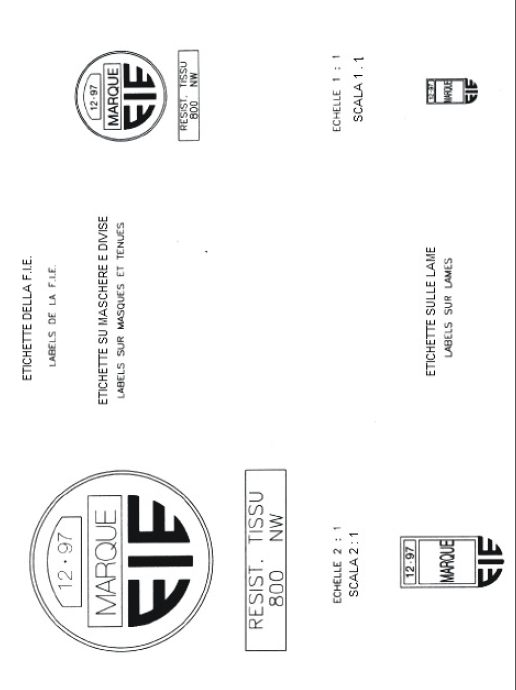 ETICHETTE DELLA F.I.E.
LABELS DE LA F.I.E.
ETICHETTE SU MASCHERE E DIVISE
LABELS SUR MASQUES ET TENUES
12·97
MARQUE
FIE
RESIST. TISSU
800 NW
12·97
MARQUE
FIE
RESIST. TISSU
800 NW
ECHELLE 2 : 1
SCALA 2:1
ECHELLE 1 : 1
SCALA 1.1
ETICHETTE SULLE LAME
LABELS SUR LAMES
12·97
MARQUE
FIE
12·97
MARQUE
FIE